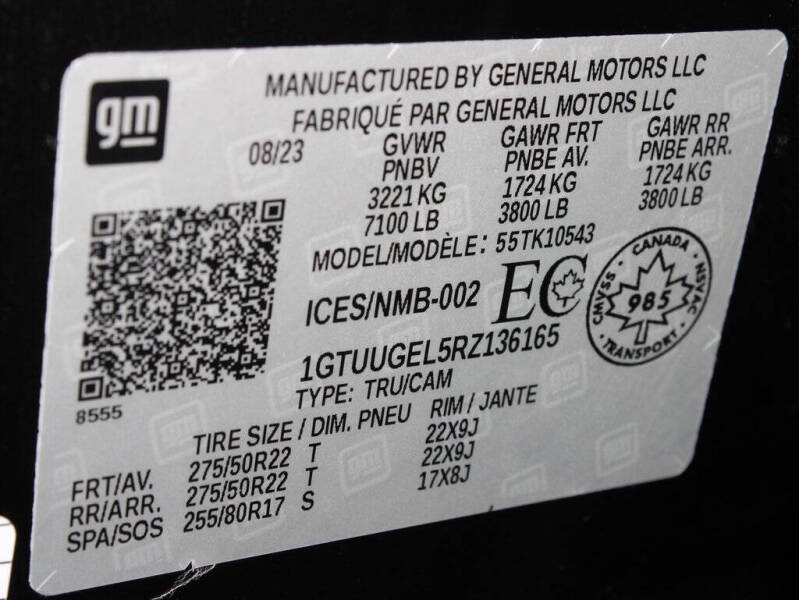 gm
MANUFACTURED BY GENERAL MOTORS LLC
FABRIQUÉ PAR GENERAL MOTORS LLC
08/23 GVWR GAWR FRT GAWR RR
PNBV PNBE AV. PNBE ARR.
3221 KG 1724 KG 1724 KG
7100 LB 3800 LB 3800 LB
MODEL/MODÈLE: 55TK10543
ICES/NMB-002 EC
CANADA
CMVSS 985 NSVAC
TRANSPORT
1GTUUGEL5RZ136165
TYPE: TRU/CAM
8555
TIRE SIZE / DIM. PNEU RIM / JANTE
FRT/AV. 275/50R22 T 22X9J
RR/ARR. 275/50R22 T 22X9J
SPA/SOS 255/80R17 S 17X8J